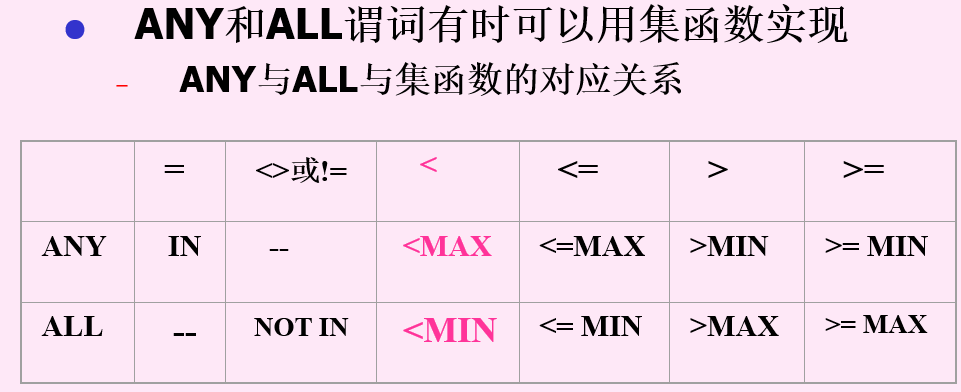 ● ANY和ALL谓词有时可以用集函数实现
– ANY与ALL与集函数的对应关系
= <>或!= < <= > >=
ANY IN -- <MAX <=MAX >MIN >= MIN
ALL -- NOT IN <MIN <= MIN >MAX >= MAX